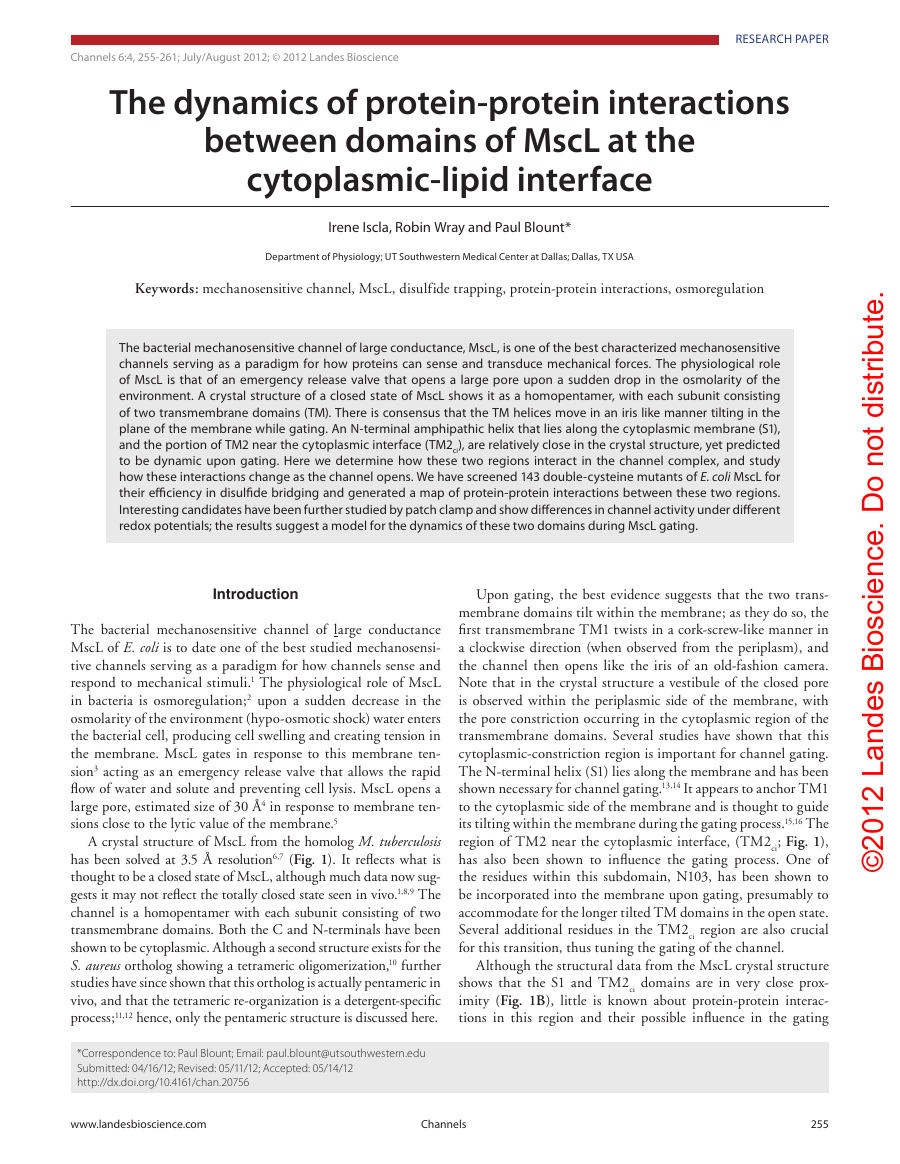 RESEARCH PAPER
Channels 6:4, 255-261; July/August 2012; © 2012 Landes Bioscience
The dynamics of protein-protein interactions
between domains of MscL at the
cytoplasmic-lipid interface
Irene Iscla, Robin Wray and Paul Blount*
Department of Physiology; UT Southwestern Medical Center at Dallas; Dallas, TX USA
Keywords: mechanosensitive channel, MscL, disulfide trapping, protein-protein interactions, osmoregulation
The bacterial mechanosensitive channel of large conductance, MscL, is one of the best characterized mechanosensitive
channels serving as a paradigm for how proteins can sense and transduce mechanical forces. The physiological role
of MscL is that of an emergency release valve that opens a large pore upon a sudden drop in the osmolarity of the
environment. A crystal structure of a closed state of MscL shows it as a homopentamer, with each subunit consisting
of two transmembrane domains (TM). There is consensus that the TM helices move in an iris like manner tilting in the
plane of the membrane while gating. An N-terminal amphipathic helix that lies along the cytoplasmic membrane (S1),
and the portion of TM2 near the cytoplasmic interface (TM2ci), are relatively close in the crystal structure, yet predicted
to be dynamic upon gating. Here we determine how these two regions interact in the channel complex, and study
how these interactions change as the channel opens. We have screened 143 double-cysteine mutants of E. coli MscL for
their efficiency in disulfide bridging and generated a map of protein-protein interactions between these two regions.
Interesting candidates have been further studied by patch clamp and show differences in channel activity under different
redox potentials; the results suggest a model for the dynamics of these two domains during MscL gating.
Introduction
The bacterial mechanosensitive channel of large conductance
MscL of E. coli is to date one of the best studied mechanosensi-
tive channels serving as a paradigm for how channels sense and
respond to mechanical stimuli.1 The physiological role of MscL
in bacteria is osmoregulation;2 upon a sudden decrease in the
osmolarity of the environment (hypo-osmotic shock) water enters
the bacterial cell, producing cell swelling and creating tension in
the membrane. MscL gates in response to this membrane ten-
sion3 acting as an emergency release valve that allows the rapid
flow of water and solute and preventing cell lysis. MscL opens a
large pore, estimated size of 30 Å4 in response to membrane ten-
sions close to the lytic value of the membrane.5
A crystal structure of MscL from the homolog M. tuberculosis
has been solved at 3.5 Å resolution6,7 (Fig. 1). It reflects what is
thought to be a closed state of MscL, although much data now sug-
gests it may not reflect the totally closed state seen in vivo.1,8,9 The
channel is a homopentamer with each subunit consisting of two
transmembrane domains. Both the C and N-terminals have been
shown to be cytoplasmic. Although a second structure exists for the
S. aureus ortholog showing a tetrameric oligomerization,10 further
studies have since shown that this ortholog is actually pentameric in
vivo, and that the tetrameric re-organization is a detergent-specific
process;11,12 hence, only the pentameric structure is discussed here.
Upon gating, the best evidence suggests that the two trans-
membrane domains tilt within the membrane; as they do so, the
first transmembrane TM1 twists in a cork-screw-like manner in
a clockwise direction (when observed from the periplasm), and
the channel then opens like the iris of an old-fashion camera.
Note that in the crystal structure a vestibule of the closed pore
is observed within the periplasmic side of the membrane, with
the pore constriction occurring in the cytoplasmic region of the
transmembrane domains. Several studies have shown that this
cytoplasmic-constriction region is important for channel gating.
The N-terminal helix (S1) lies along the membrane and has been
shown necessary for channel gating.13,14 It appears to anchor TM1
to the cytoplasmic side of the membrane and is thought to guide
its tilting within the membrane during the gating process.15,16 The
region of TM2 near the cytoplasmic interface, (TM2ci; Fig. 1),
has also been shown to influence the gating process. One of
the residues within this subdomain, N103, has been shown to
be incorporated into the membrane upon gating, presumably to
accommodate for the longer tilted TM domains in the open state.
Several additional residues in the TM2ci region are also crucial
for this transition, thus tuning the gating of the channel.
Although the structural data from the MscL crystal structure
shows that the S1 and TM2ci domains are in very close prox-
imity (Fig. 1B), little is known about protein-protein interac-
tions in this region and their possible influence in the gating
*Correspondence to: Paul Blount; Email: paul.blount@utsouthwestern.edu
Submitted: 04/16/12; Revised: 05/11/12; Accepted: 05/14/12
http://dx.doi.org/10.4161/chan.20756
www.landesbioscience.com
Channels
255
©2012 Landes Bioscience. Do not distribute.